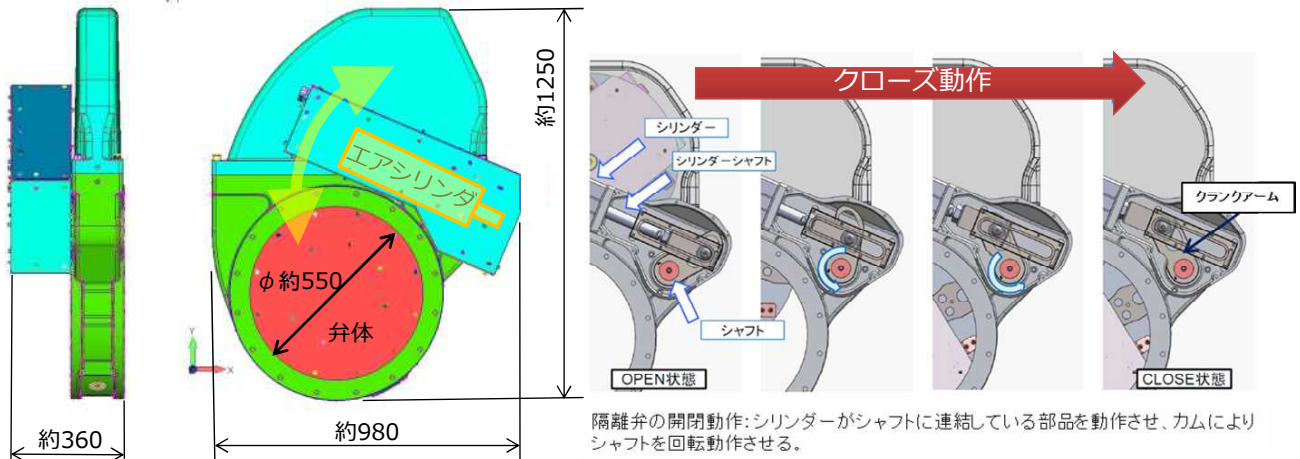 エアシリンダ
φ約550
弁体
約1250
約360
約980
Y
X
クローズ動作
シリンダー
シリンダーシャフト
シャフト
クランクアーム
OPEN状態
CLOSE状態
隔離弁の開閉動作：シリンダーがシャフトに連結している部品を動作させ、カムにより
シャフトを回転動作させる。